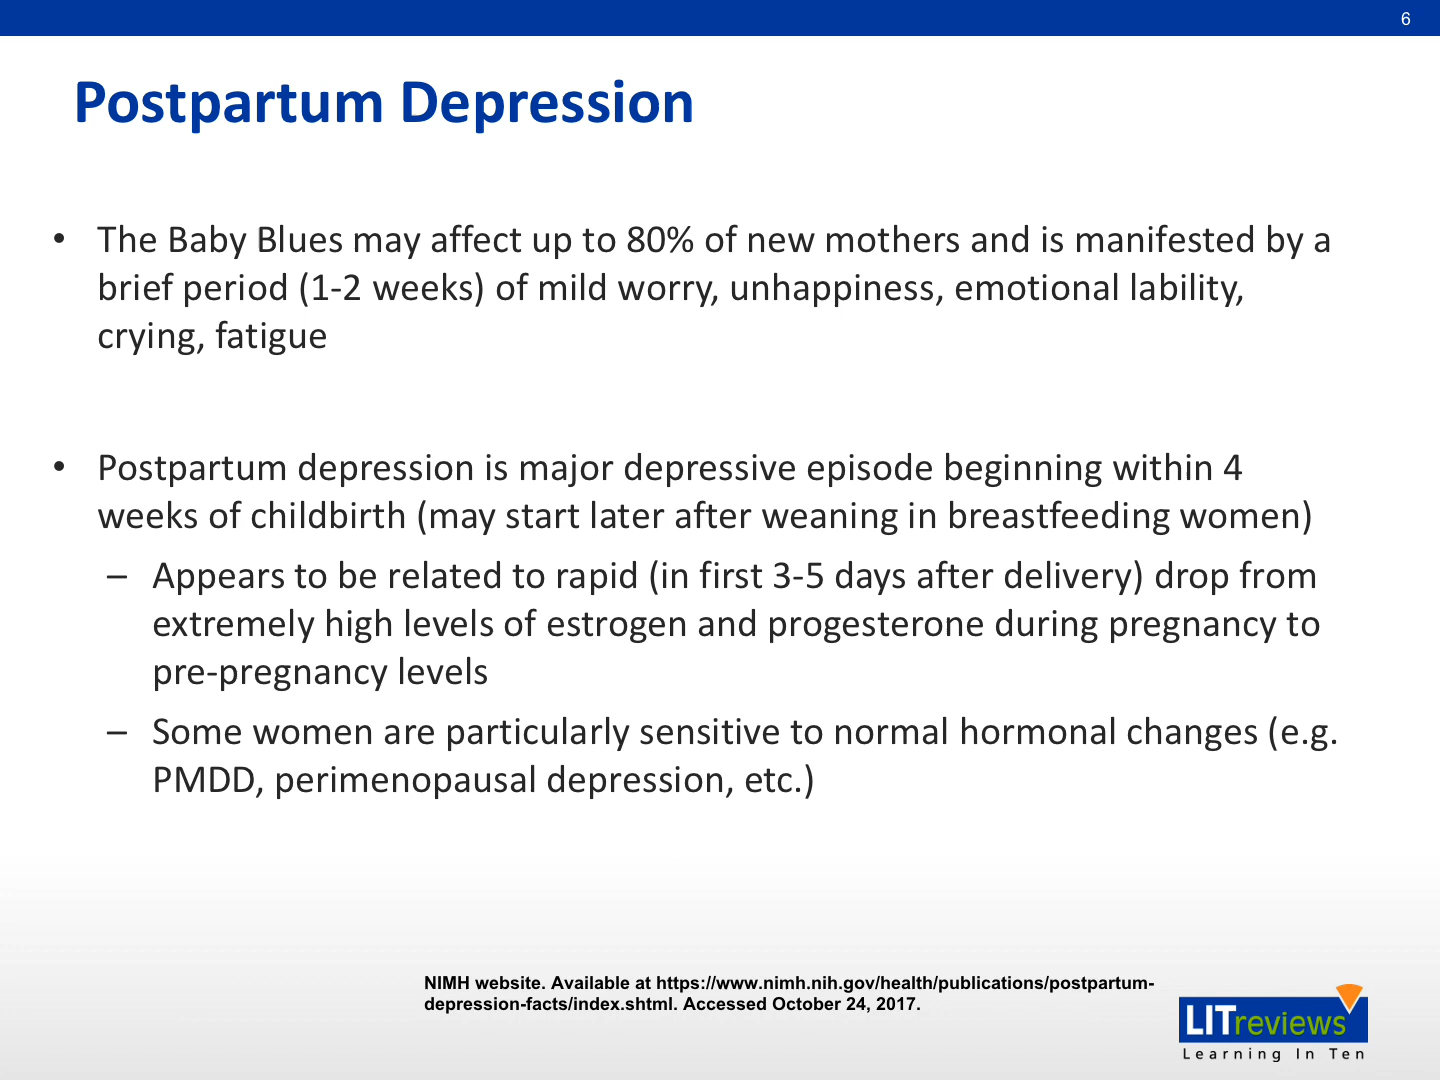 6
Postpartum Depression
• The Baby Blues may affect up to 80% of new mothers and is manifested by a
brief period (1-2 weeks) of mild worry, unhappiness, emotional lability,
crying, fatigue
• Postpartum depression is major depressive episode beginning within 4
weeks of childbirth (may start later after weaning in breastfeeding women)
– Appears to be related to rapid (in first 3-5 days after delivery) drop from
extremely high levels of estrogen and progesterone during pregnancy to
pre-pregnancy levels
– Some women are particularly sensitive to normal hormonal changes (e.g.
PMDD, perimenopausal depression, etc.)
NIMH website. Available at https://www.nimh.nih.gov/health/publications/postpartum-
depression-facts/index.shtml. Accessed October 24, 2017.
LITreviews
Learning In Ten